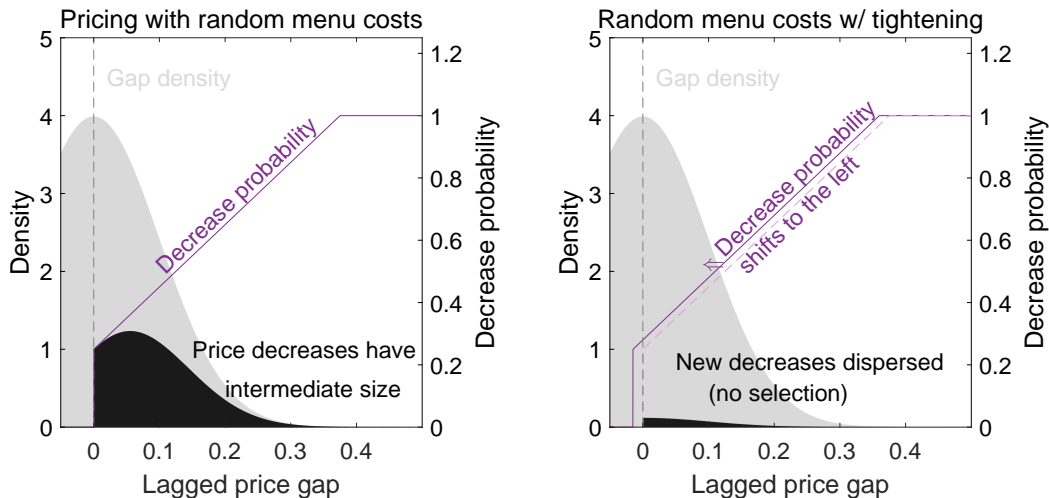 Pricing with random menu costs
5
4
3
2
1
0
Density
Gap density
Decrease probability
Price decreases have
intermediate size
1.2
1
0.8
0.6
0.4
0.2
0
Decrease probability
0
0.1
0.2
0.3
0.4
Lagged price gap
Random menu costs w/ tightening
5
4
3
2
1
0
Density
Gap density
Decrease probability
shifts to the left
New decreases dispersed
(no selection)
1.2
1
0.8
0.6
0.4
0.2
0
Decrease probability
0
0.1
0.2
0.3
0.4
Lagged price gap